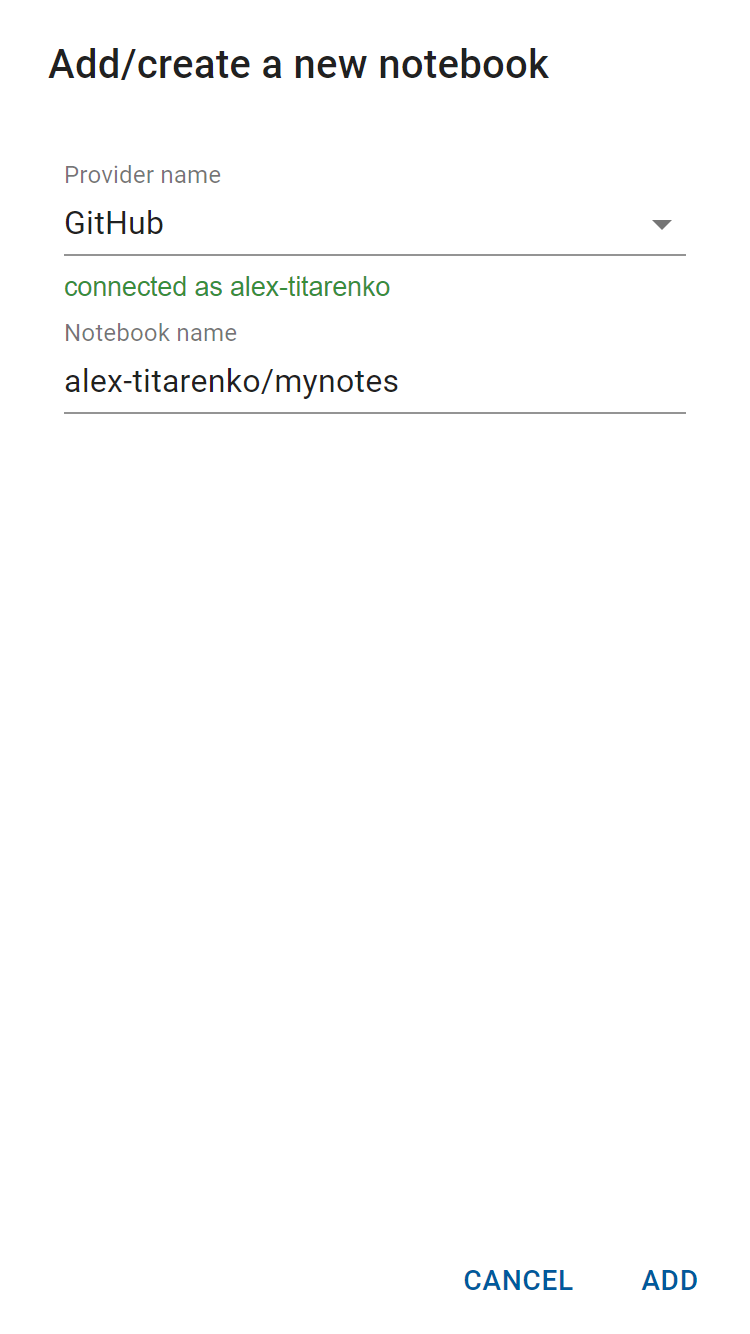 Add/create a new notebook
Provider name
GitHub
connected as alex-titarenko
Notebook name
alex-titarenko/mynotes
CANCEL ADD